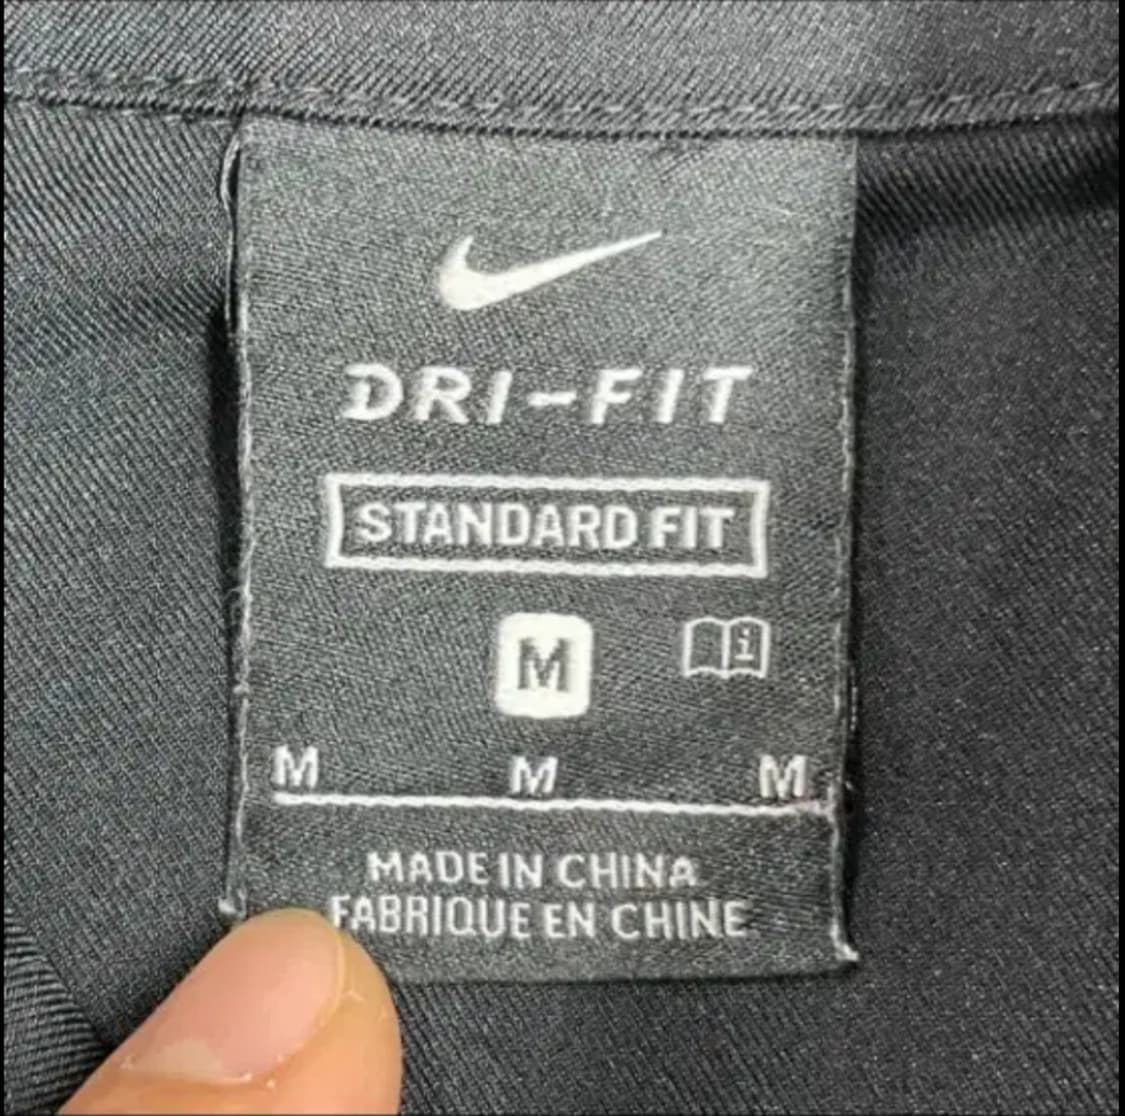 DRI-FIT
STANDARD FIT
M i
M M M
MADE IN CHINA
FABRIQUE EN CHINE